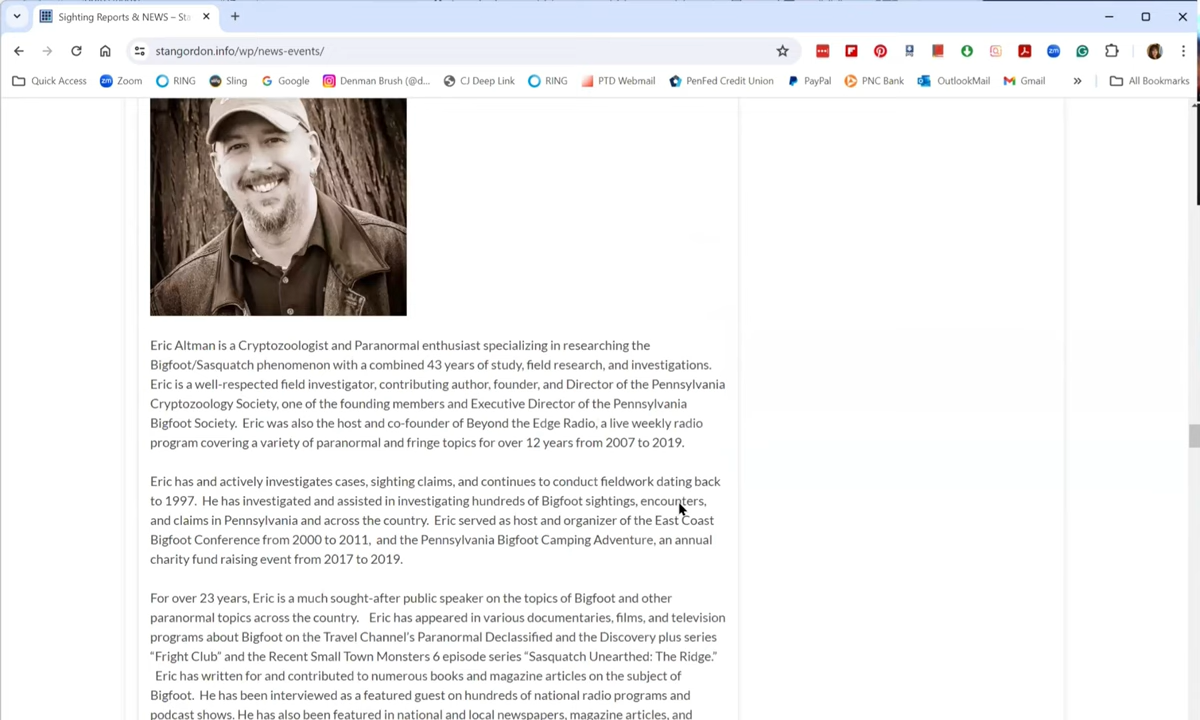 Sighting Reports & NEWS – Sta
stangordon.info/wp/news-events/
Quick Access
Zoom
RING
Sling
Google
Denman Brush (@d...
CJ Deep Link
RING
PTD Webmail
PenFed Credit Union
PayPal
PNC Bank
OutlookMail
Gmail
All Bookmarks
Eric Altman is a Cryptozoologist and Paranormal enthusiast specializing in researching the
Bigfoot/Sasquatch phenomenon with a combined 43 years of study, field research, and investigations.
Eric is a well-respected field investigator, contributing author, founder, and Director of the Pennsylvania
Cryptozoology Society, one of the founding members and Executive Director of the Pennsylvania
Bigfoot Society.  Eric was also the host and co-founder of Beyond the Edge Radio, a live weekly radio
program covering a variety of paranormal and fringe topics for over 12 years from 2007 to 2019.
Eric has and actively investigates cases, sighting claims, and continues to conduct fieldwork dating back
to 1997.  He has investigated and assisted in investigating hundreds of Bigfoot sightings, encounters,
and claims in Pennsylvania and across the country.  Eric served as host and organizer of the East Coast
Bigfoot Conference from 2000 to 2011,  and the Pennsylvania Bigfoot Camping Adventure, an annual
charity fund raising event from 2017 to 2019.
For over 23 years, Eric is a much sought-after public speaker on the topics of Bigfoot and other
paranormal topics across the country.   Eric has appeared in various documentaries, films, and television
programs about Bigfoot on the Travel Channel's Paranormal Declassified and the Discovery plus series
"Fright Club" and the Recent Small Town Monsters 6 episode series "Sasquatch Unearthed: The Ridge."
Eric has written for and contributed to numerous books and magazine articles on the subject of
Bigfoot.  He has been interviewed as a featured guest on hundreds of national radio programs and
podcast shows. He has also been featured in national and local newspapers, magazine articles, and